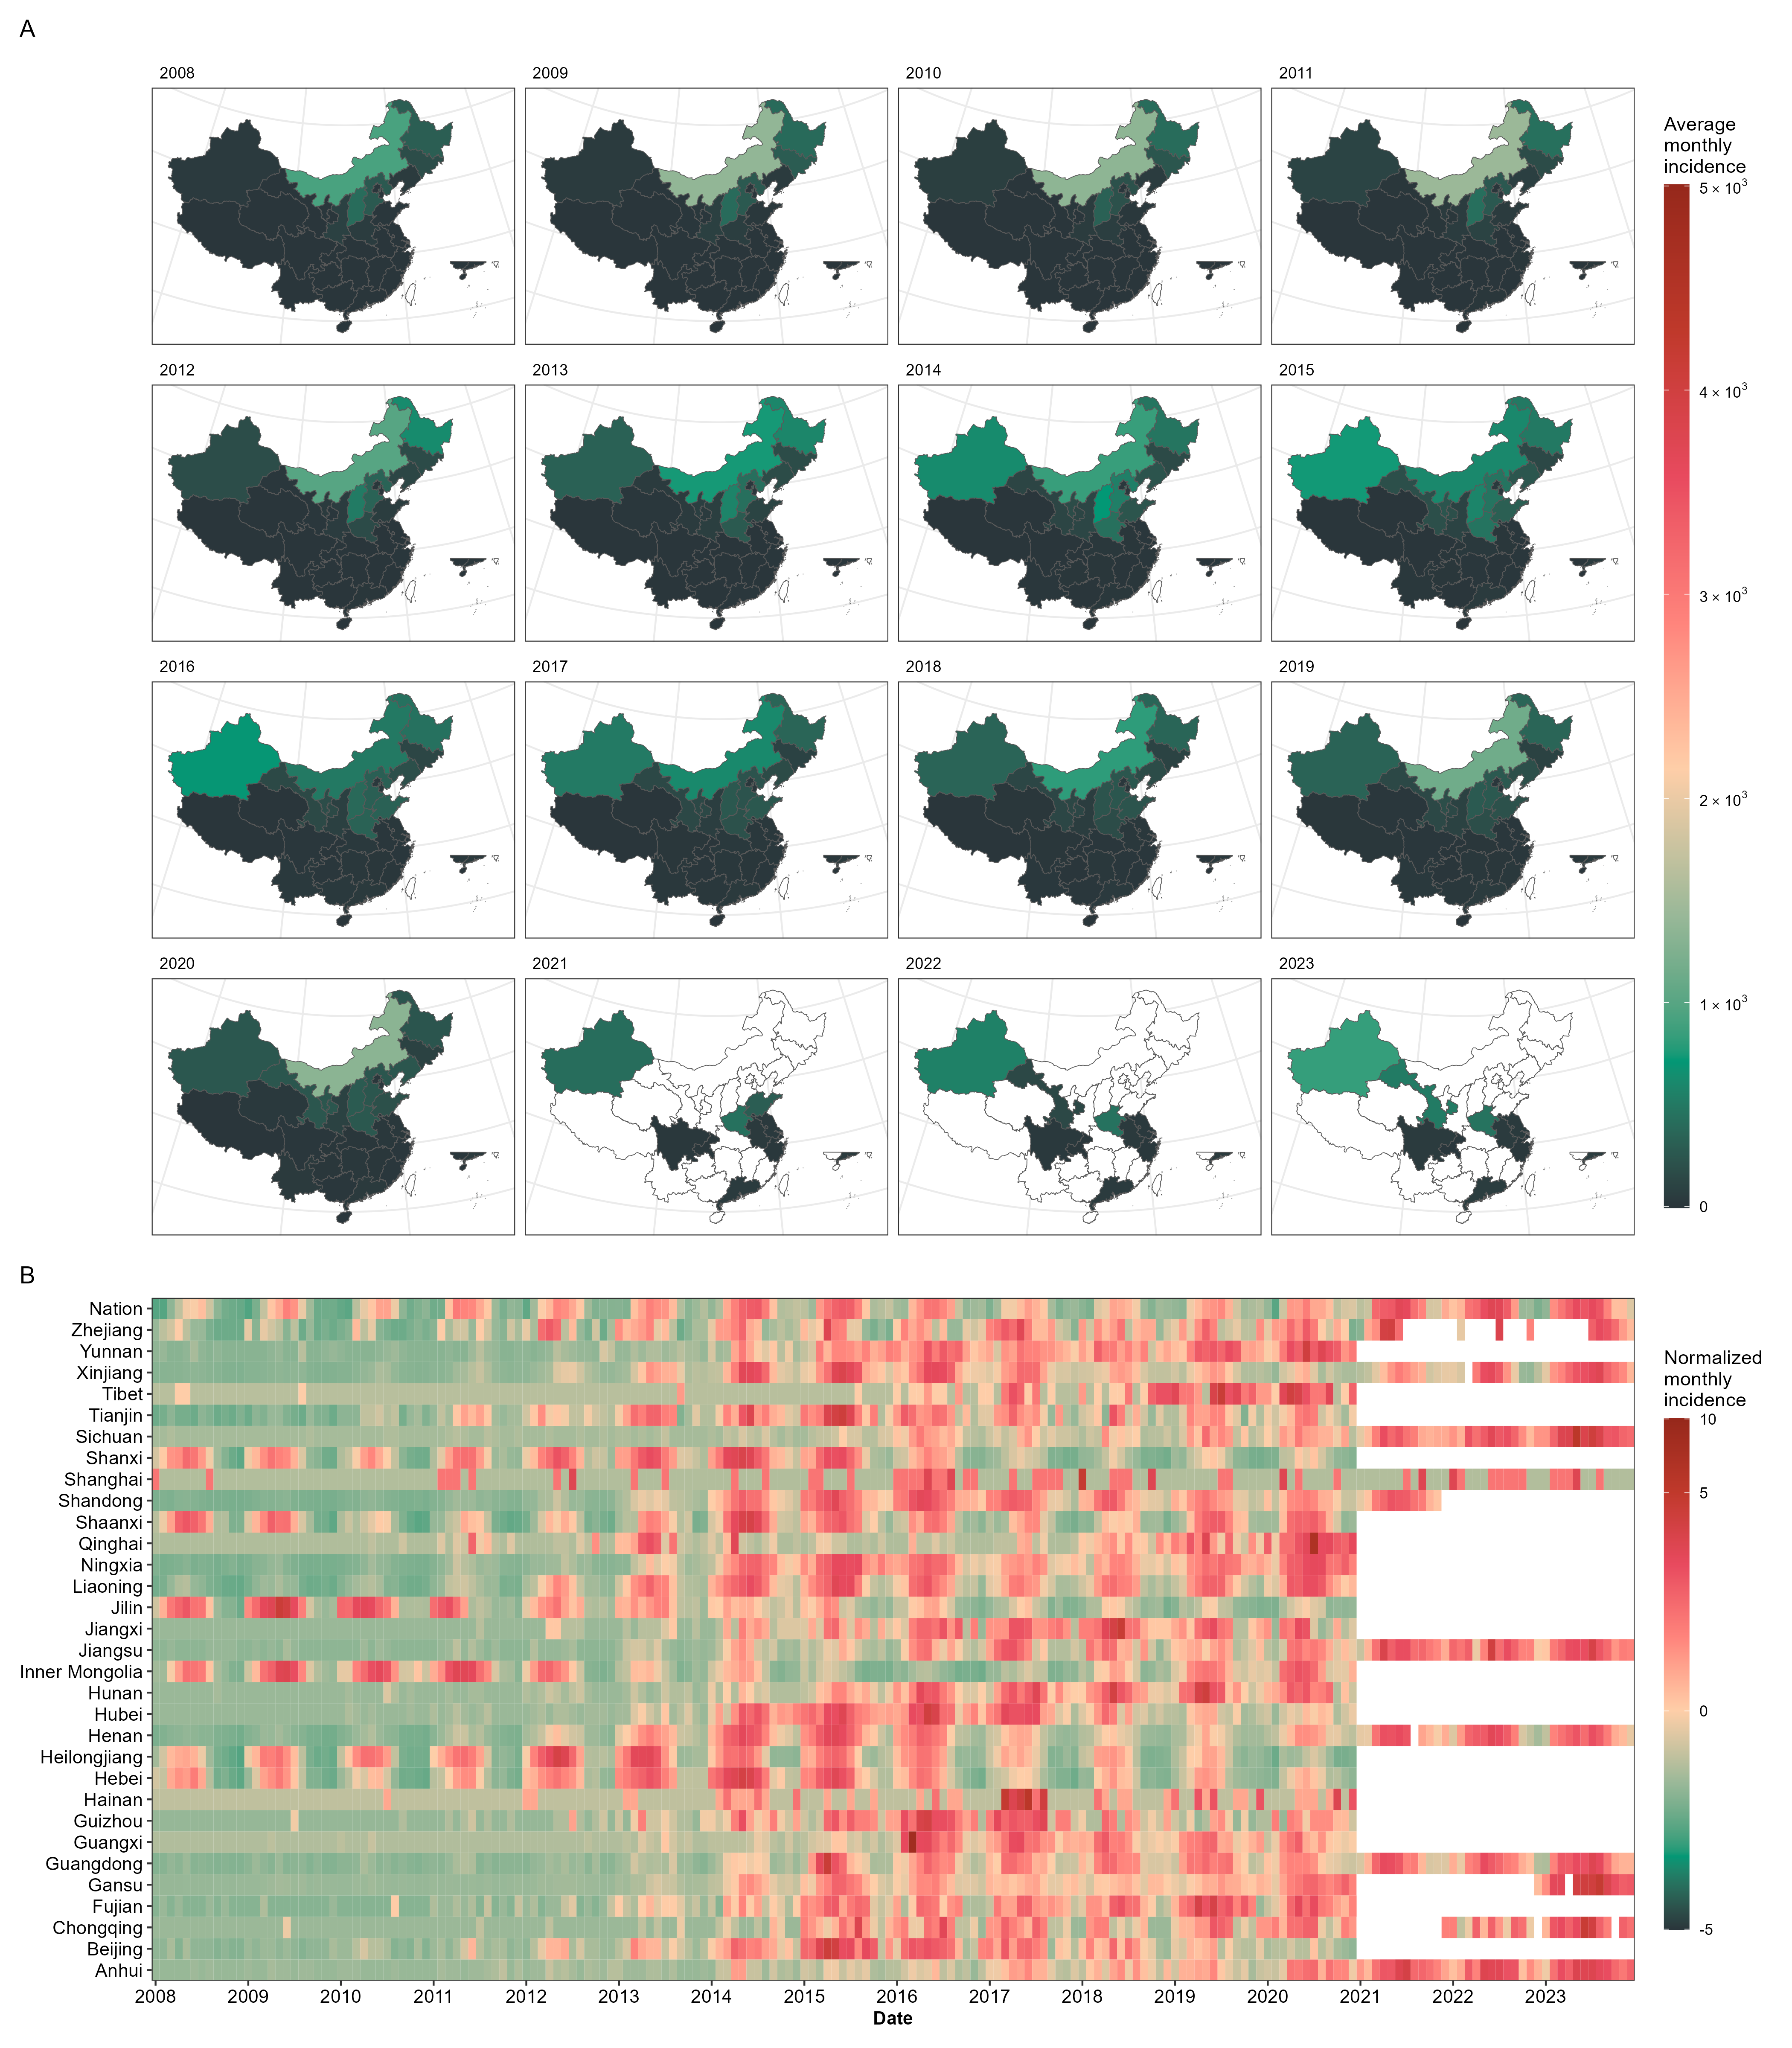 A
2008
2009
2010
2011
2012
2013
2014
2015
2016
2017
2018
2019
2020
2021
2022
2023
Average
monthly
incidence
5 × 10³
4 × 10³
3 × 10³
2 × 10³
1 × 10³
0
B
Nation
Zhejiang
Yunnan
Xinjiang
Tibet
Tianjin
Sichuan
Shanxi
Shanghai
Shandong
Shaanxi
Qinghai
Ningxia
Liaoning
Jilin
Jiangxi
Jiangsu
Inner Mongolia
Hunan
Hubei
Henan
Heilongjiang
Hebei
Hainan
Guizhou
Guangxi
Guangdong
Gansu
Fujian
Chongqing
Beijing
Anhui
2008 2009 2010 2011 2012 2013 2014 2015 2016 2017 2018 2019 2020 2021 2022 2023
Date
Normalized
monthly
incidence
10
5
0
-5